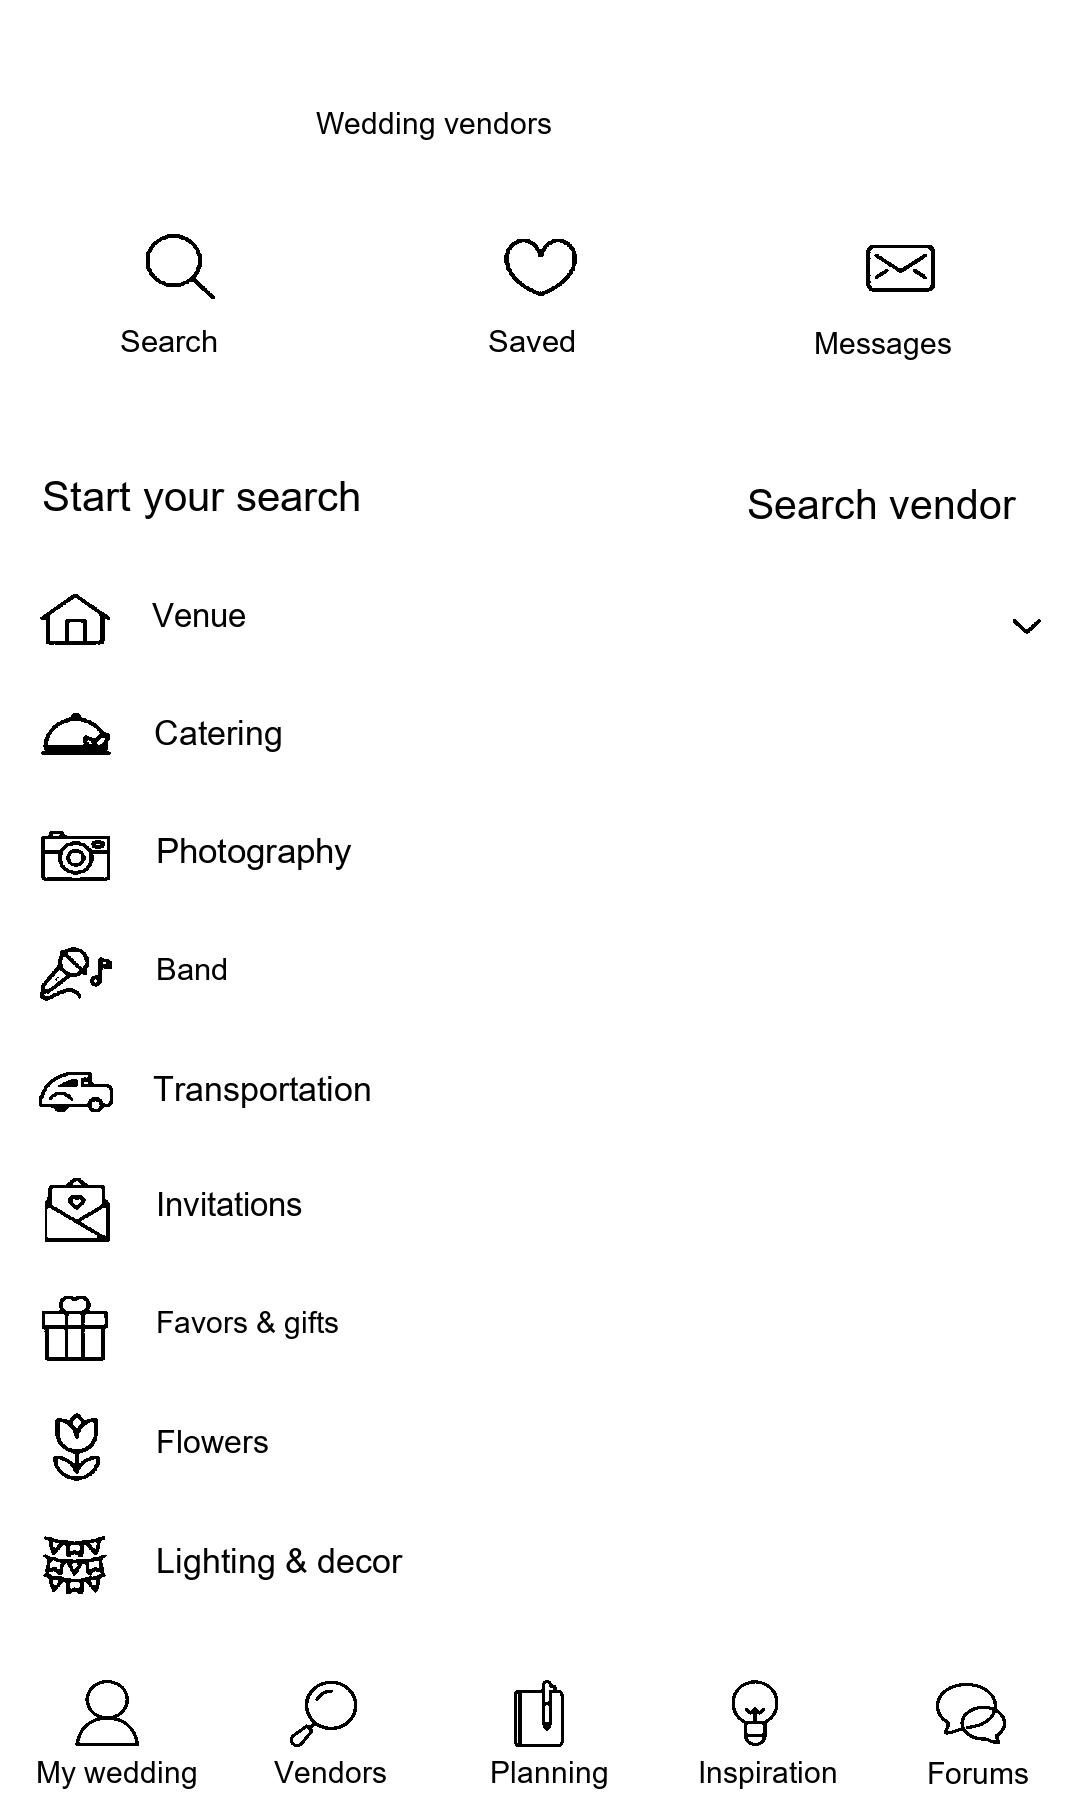 Wedding vendors
Search
Saved
Messages
Start your search
Search vendor
Venue
Catering
Photography
Band
Transportation
Invitations
Favors & gifts
Flowers
Lighting & decor
My wedding
Vendors
Planning
Inspiration
Forums